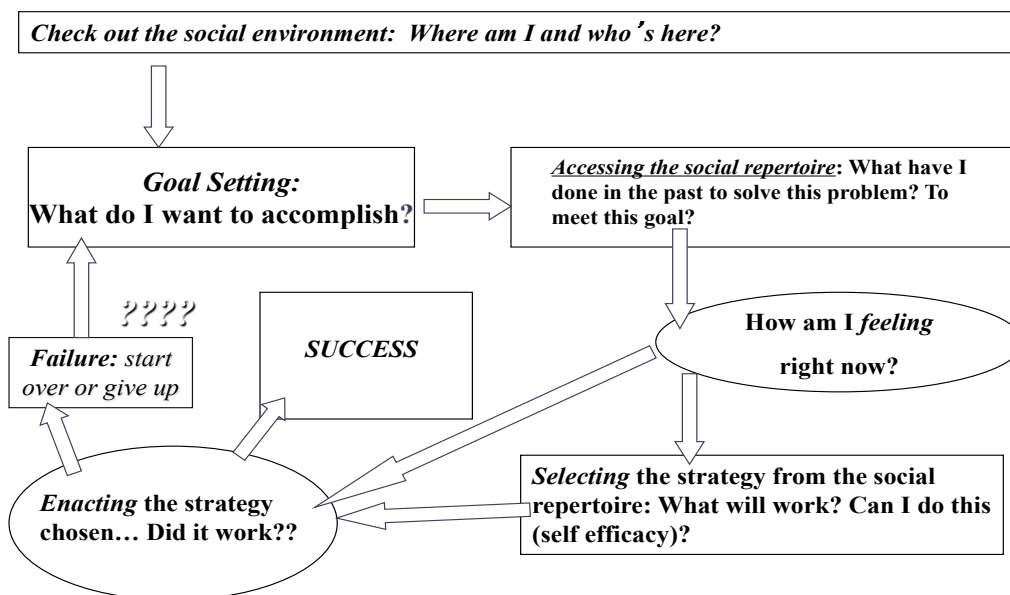 Check out the social environment: Where am I and who's here?
Goal Setting:
What do I want to accomplish?
Accessing the social repertoire: What have I
done in the past to solve this problem? To
meet this goal?
????
SUCCESS
How am I feeling
right now?
Failure: start
over or give up
Enacting the strategy
chosen… Did it work??
Selecting the strategy from the social
repertoire: What will work? Can I do this
(self efficacy)?